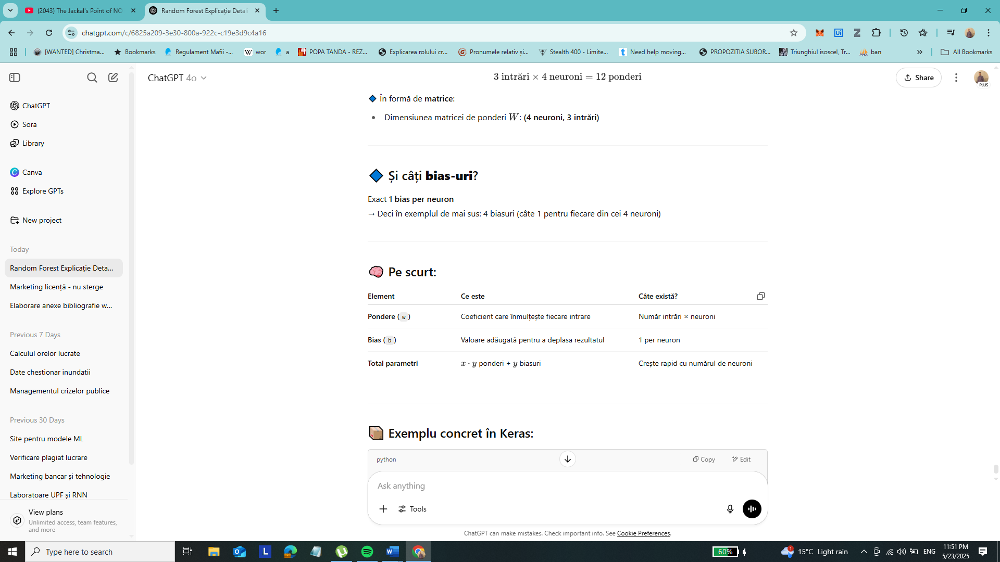 (2043) The Jackal's Point of NO
Random Forest Explicație Detali
chatgpt.com/c/6825a209-3e30-800a-922c-c19e3d9c4a16
[WANTED] Christma...
Bookmarks
Regulament Mafii -...
wor
a
POPA TANDA - REZ...
Explicarea rolului cr...
Pronumele relativ și...
Stealth 400 - Limite...
Need help moving...
PROPOZITIA SUBOR...
Triunghiul isoscel, Tr...
ban
All Bookmarks
ChatGPT
Sora
Library
Canva
Explore GPTs
New project
Today
Random Forest Explicație Deta...
Marketing licență - nu sterge
Elaborare anexe bibliografie w...
Previous 7 Days
Calculul orelor lucrate
Date chestionar inundatii
Managementul crizelor publice
Previous 30 Days
Site pentru modele ML
Verificare plagiat lucrare
Marketing bancar și tehnologie
Laboratoare UPF și RNN
View plans
Unlimited access, team features,
and more
ChatGPT 4o
Share
PLUS
3 intrări × 4 neuroni = 12 ponderi
În formă de matrice:
Dimensiunea matricei de ponderi W: (4 neuroni, 3 intrări)
Și câți bias-uri?
Exact 1 bias per neuron
→ Deci în exemplul de mai sus: 4 biasuri (câte 1 pentru fiecare din cei 4 neuroni)
Pe scurt:
Element Ce este Câte există?
Pondere ( w ) Coeficient care înmulțește fiecare intrare Număr intrări × neuroni
Bias ( b ) Valoare adăugată pentru a deplasa rezultatul 1 per neuron
Total parametri x · y ponderi + y biasuri Crește rapid cu numărul de neuroni
Exemplu concret în Keras:
python
Copy
Edit
Ask anything
Tools
ChatGPT can make mistakes. Check important info. See Cookie Preferences.
Type here to search
60%
1
15°C Light rain
ENG
11:51 PM
5/23/2025